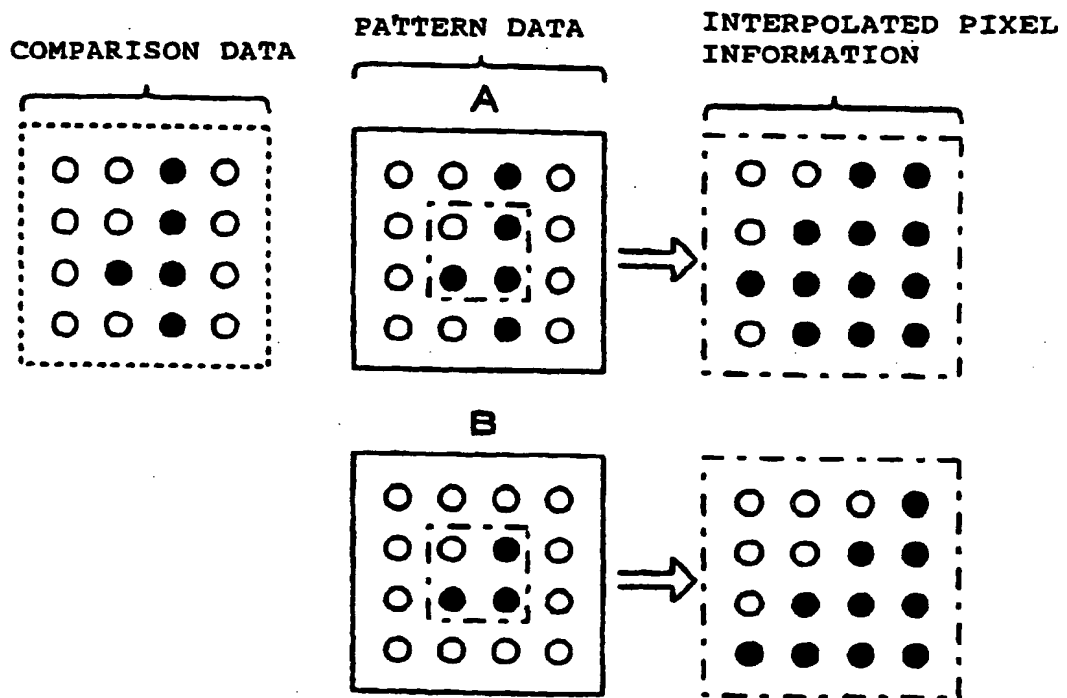 COMPARISON DATA
PATTERN DATA
INTERPOLATED PIXEL
INFORMATION
A
B